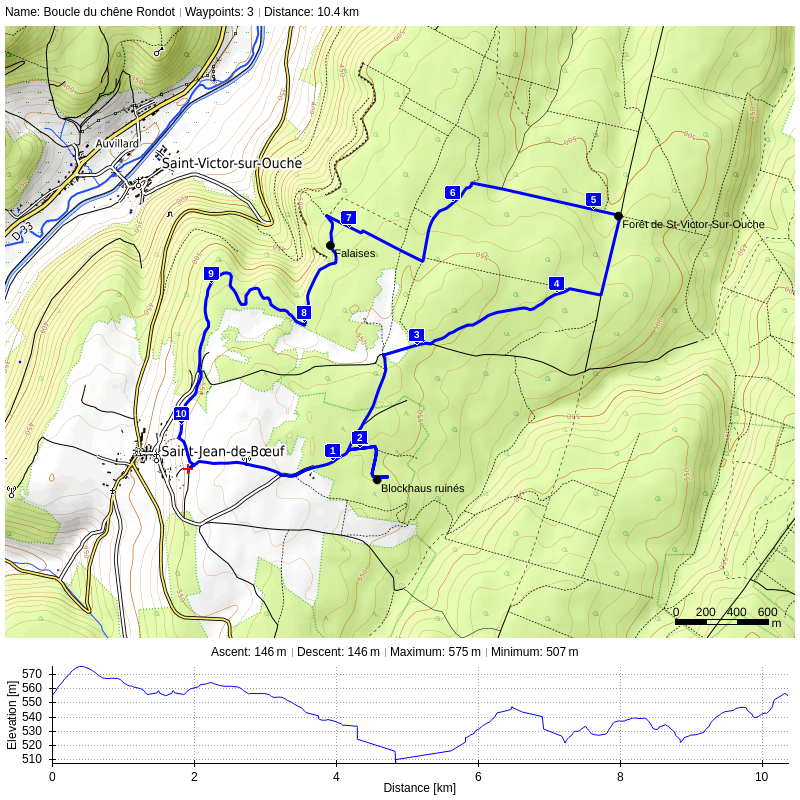 Name: Boucle du chêne Rondot | Waypoints: 3 | Distance: 10.4 km
Auvillard
Saint-Victor-sur-Ouche
D 33
6
5
7
Forêt de St-Victor-Sur-Ouche
Falaises
9
4
8
3
10
2
1
Saint-Jean-de-Bœuf
Blockhaus ruinés
0 200 400 600
m
Ascent: 146 m | Descent: 146 m | Maximum: 575 m | Minimum: 507 m
Elevation [m]
570
560
550
540
530
520
510
0 2 4 6 8 10
Distance [km]